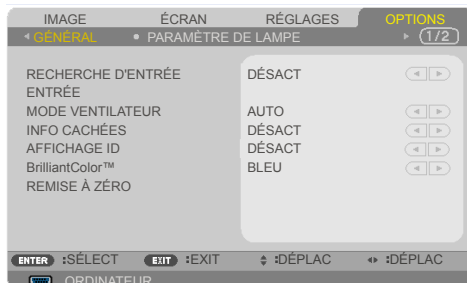 IMAGE ÉCRAN RÉGLAGES OPTIONS
GÉNÉRAL • PARAMÈTRE DE LAMPE 1/2
RECHERCHE D'ENTRÉE DÉSACT
ENTRÉE
MODE VENTILATEUR AUTO
INFO CACHÉES DÉSACT
AFFICHAGE ID DÉSACT
BrilliantColor™ BLEU
REMISE À ZÉRO
ENTER :SÉLECT EXIT :EXIT :DÉPLAC :DÉPLAC
ORDINATEUR